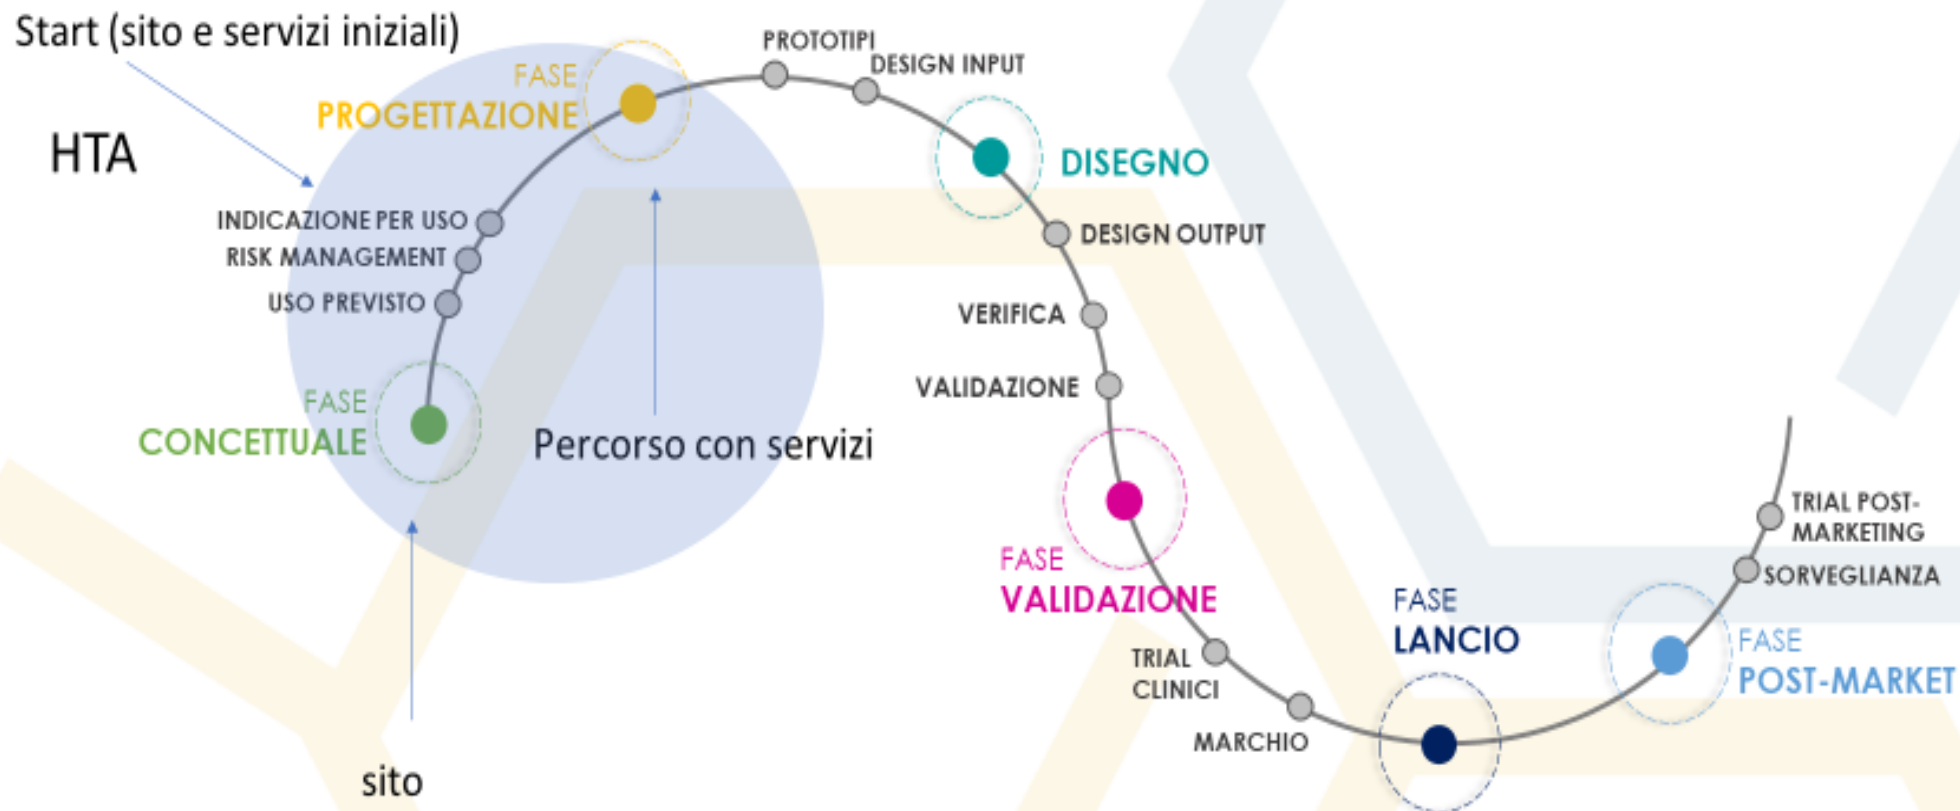 Start (sito e servizi iniziali)
HTA
FASE
PROGETTAZIONE
PROTOTIPI
DESIGN INPUT
DISEGNO
INDICAZIONE PER USO
RISK MANAGEMENT
USO PREVISTO
FASE
CONCETTUALE
Percorso con servizi
sito
DESIGN OUTPUT
VERIFICA
VALIDAZIONE
FASE
VALIDAZIONE
TRIAL
CLINICI
MARCHIO
FASE
LANCIO
FASE
POST-MARKET
SORVEGLIANZA
TRIAL POST-
MARKETING